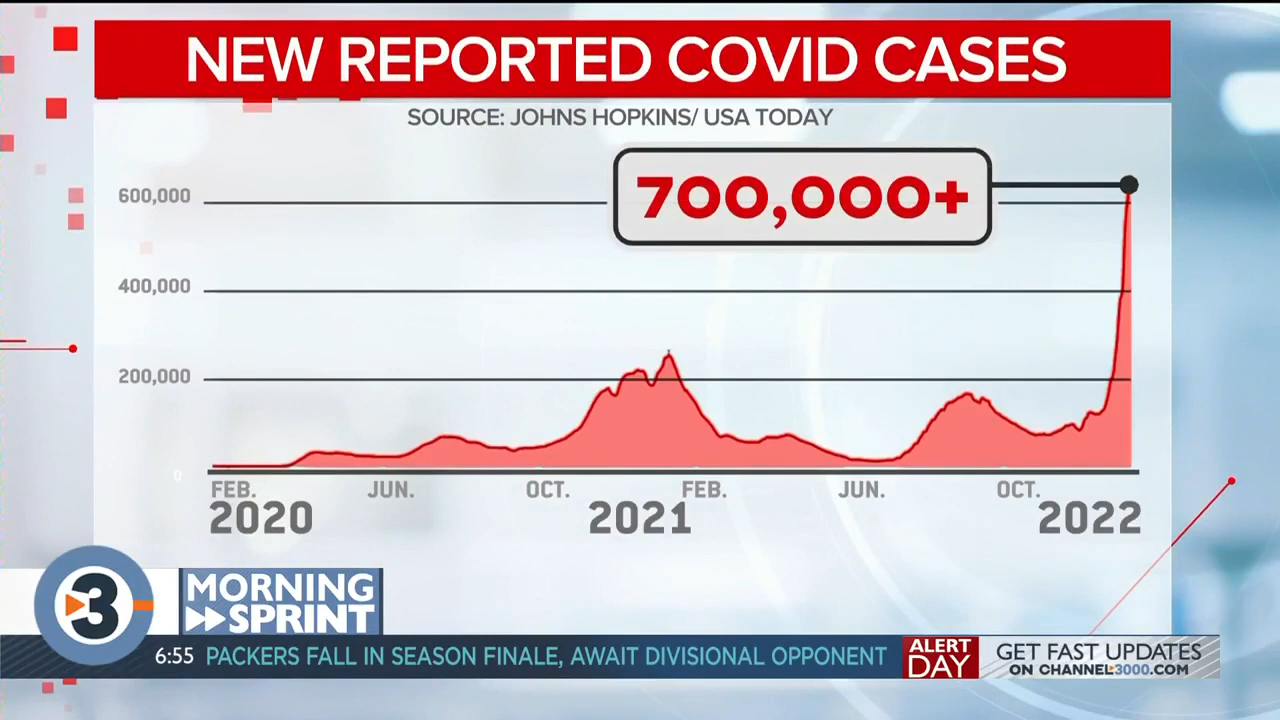 NEW REPORTED COVID CASES
SOURCE: JOHNS HOPKINS/ USA TODAY
700,000+
600,000
400,000
200,000
0
FEB. JUN. OCT. FEB. JUN. OCT.
2020 2021 2022
3
MORNING
SPRINT
6:55 PACKERS FALL IN SEASON FINALE, AWAIT DIVISIONAL OPPONENT
ALERT
DAY
GET FAST UPDATES
ON CHANNEL3000.COM